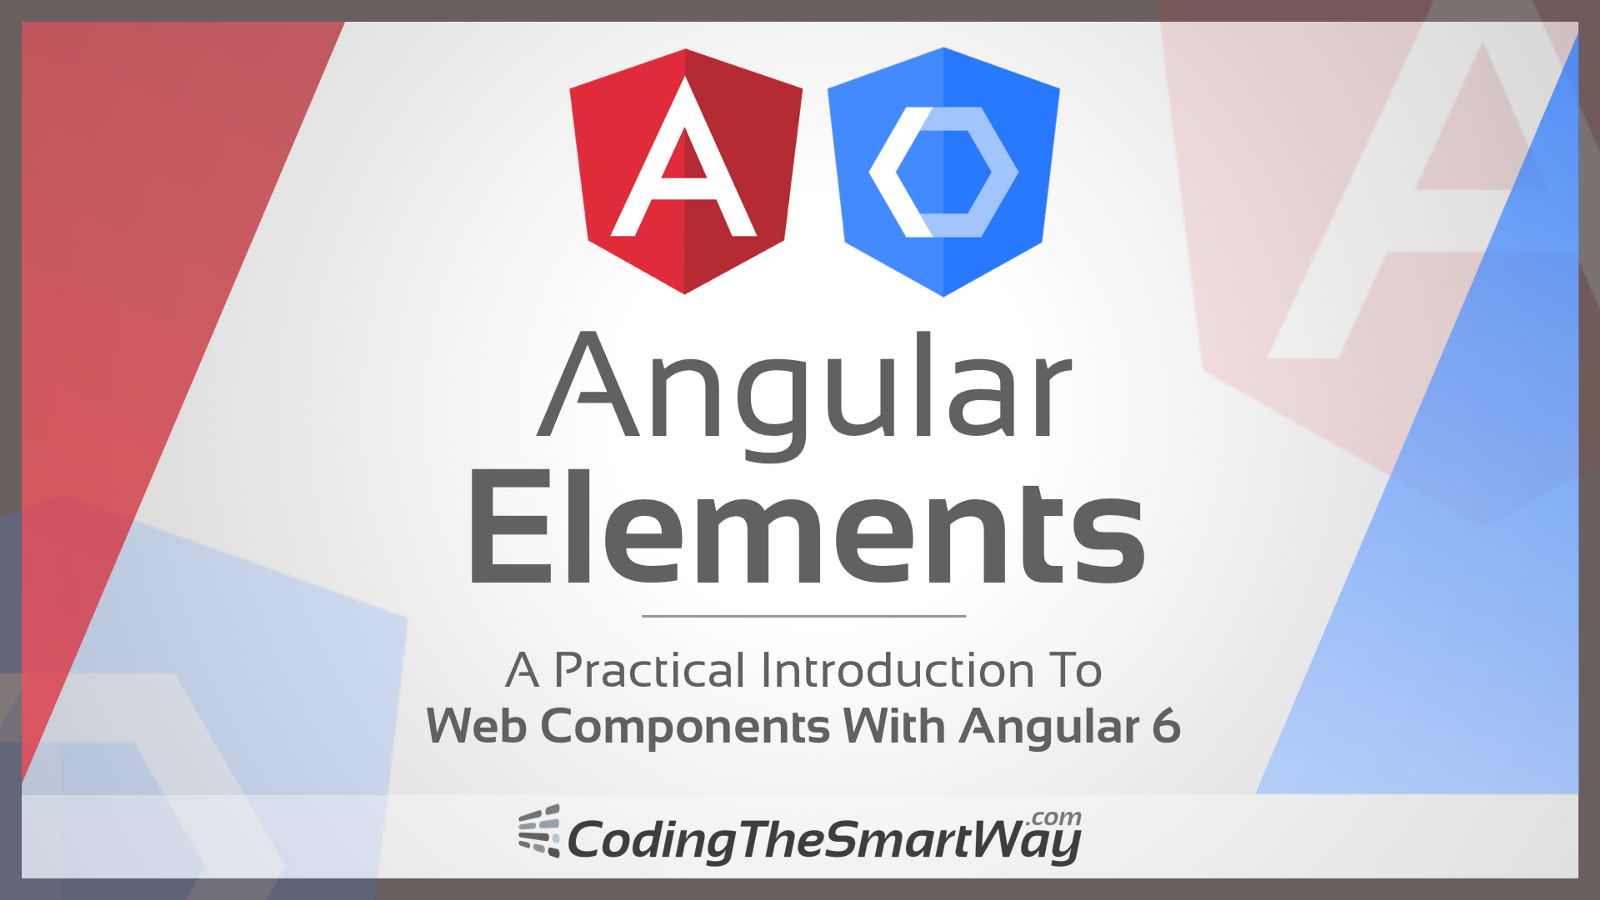 Angular
Elements
A Practical Introduction To
Web Components With Angular 6
CodingTheSmartWay.com